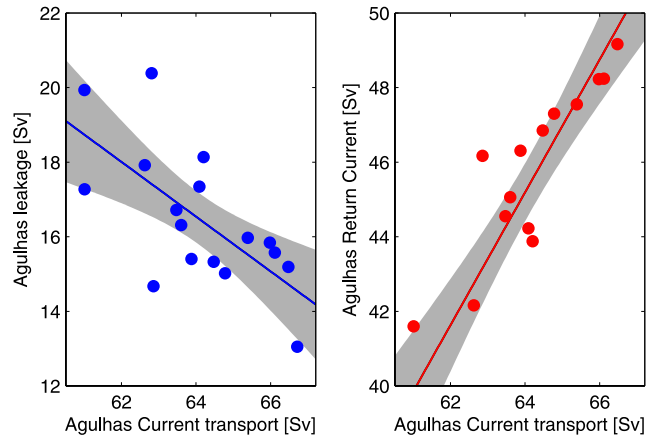 22
20
18
16
14
12
Agulhas leakage [Sv]
62 64 66
Agulhas Current transport [Sv]
50
48
46
44
42
40
Agulhas Return Current [Sv]
62 64 66
Agulhas Current transport [Sv]